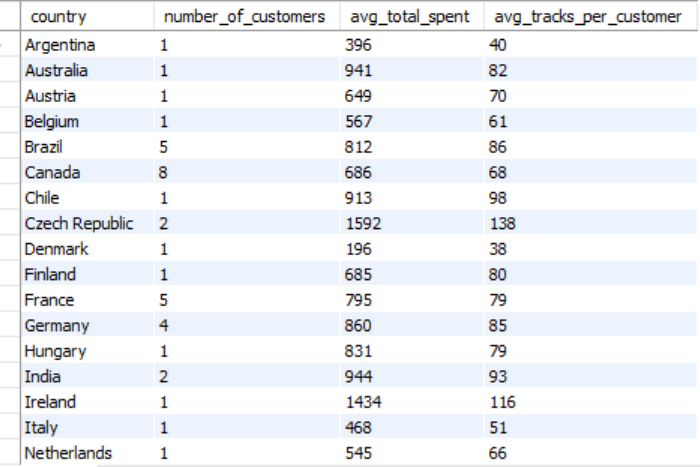 country number_of_customers avg_total_spent avg_tracks_per_customer
Argentina 1 396 40
Australia 1 941 82
Austria 1 649 70
Belgium 1 567 61
Brazil 5 812 86
Canada 8 686 68
Chile 1 913 98
Czech Republic 2 1592 138
Denmark 1 196 38
Finland 1 685 80
France 5 795 79
Germany 4 860 85
Hungary 1 831 79
India 2 944 93
Ireland 1 1434 116
Italy 1 468 51
Netherlands 1 545 66